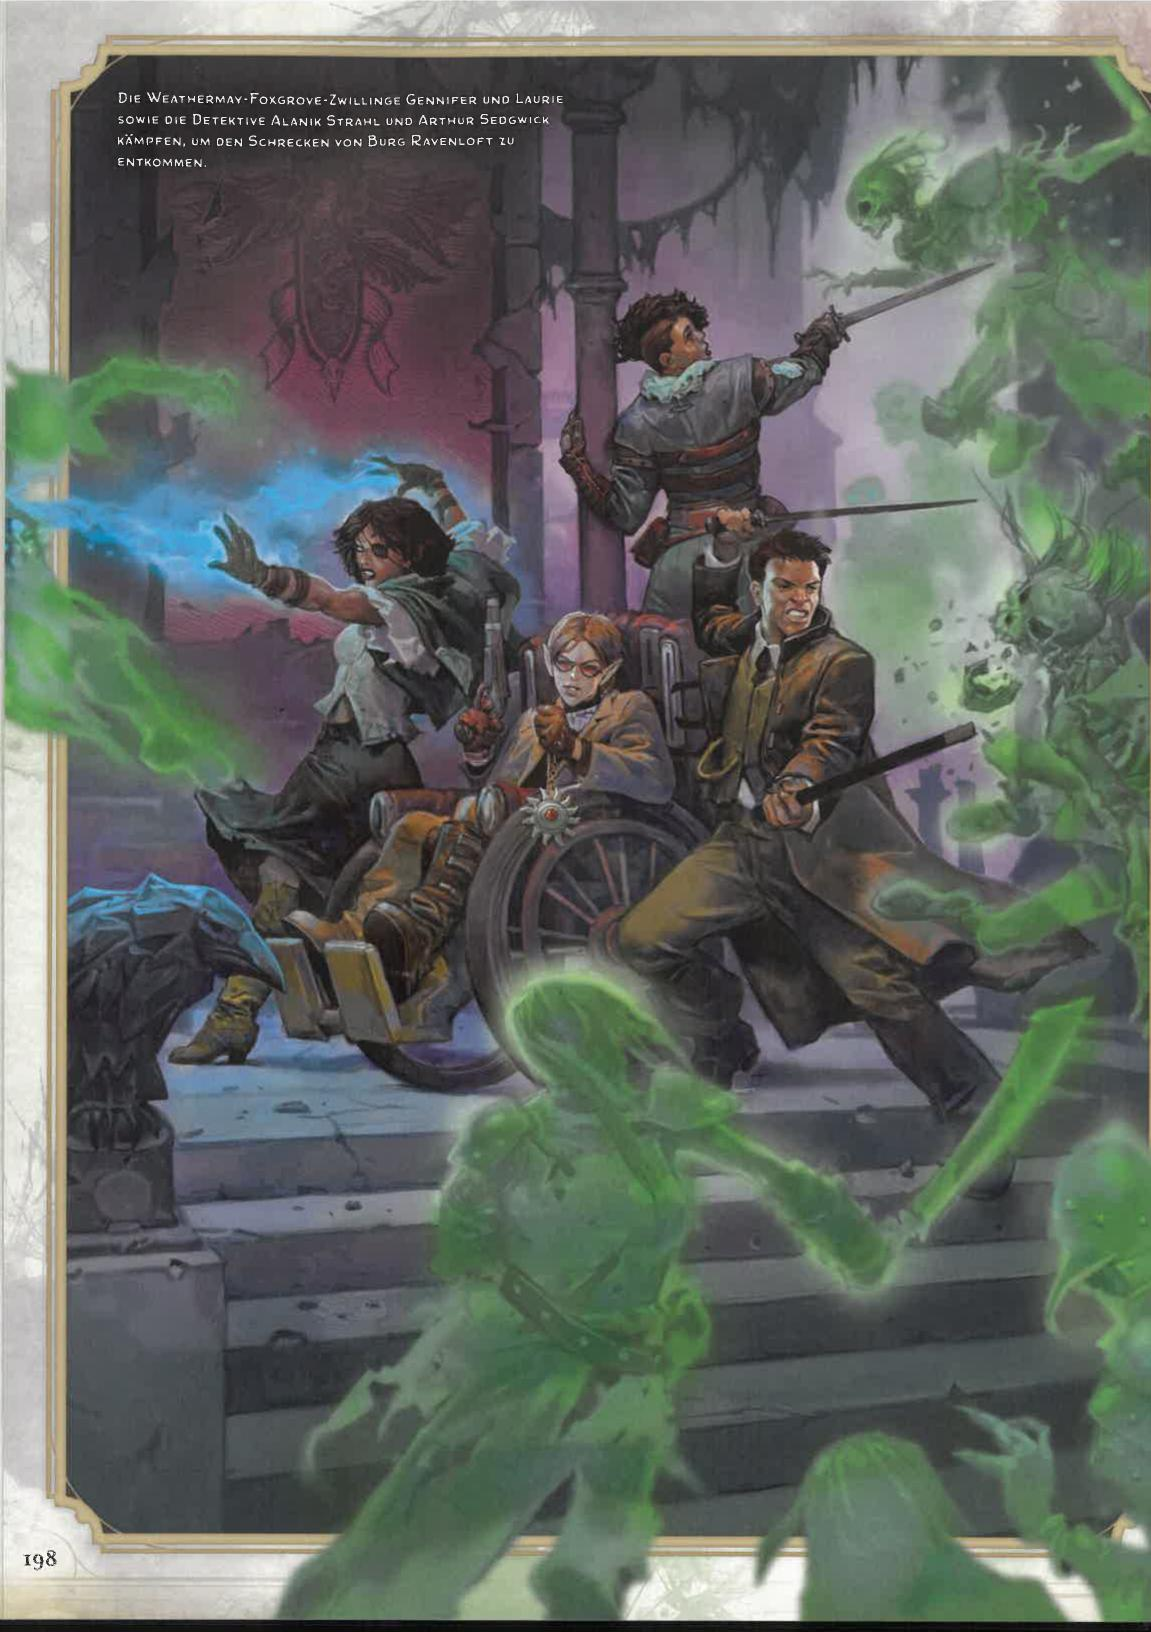 Die Weathermay-Foxgrove-Zwillinge Gennifer und Laurie
sowie die Detektive Alanik Strahl und Arthur Sedgwick
kämpfen, um den Schrecken von Burg Ravenloft zu
entkommen.
198